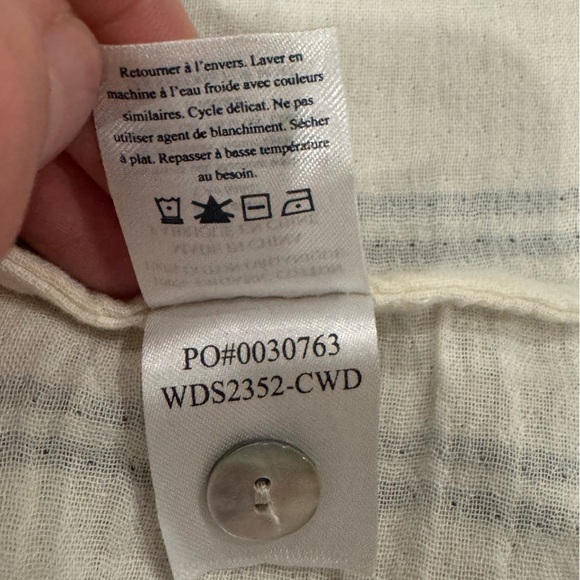 Retourner à l'envers. Laver en
machine à l'eau froide avec couleurs
similaires. Cycle délicat. Ne pas
utiliser agent de blanchiment. Sécher
à plat. Repasser à basse température
au besoin.
PO#0030763
WDS2352-CWD